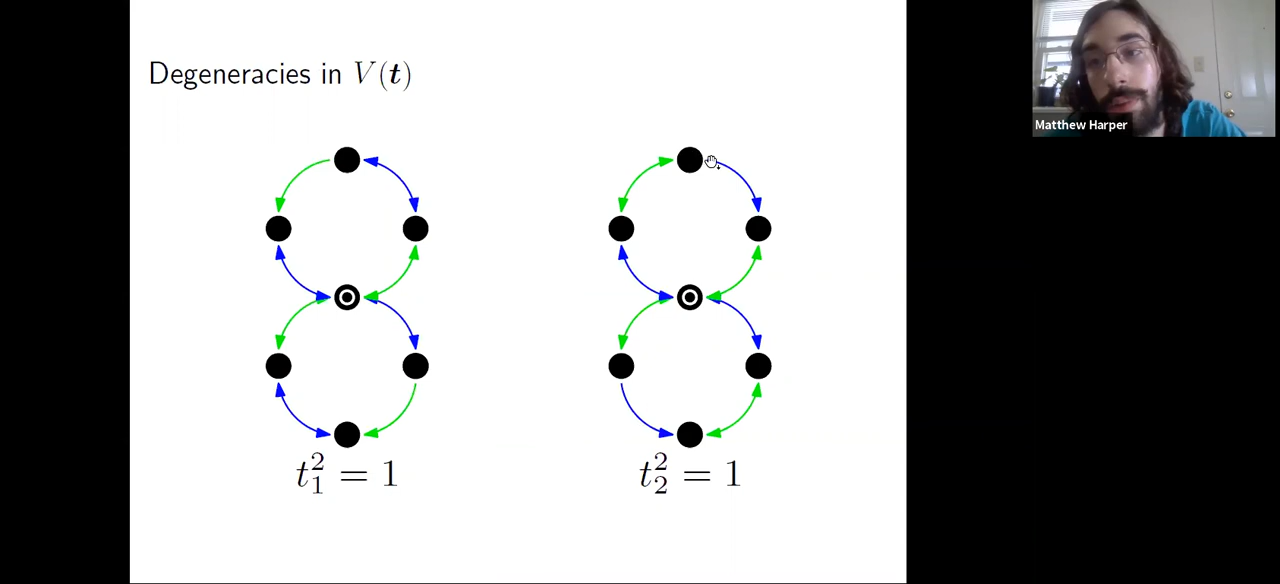 Degeneracies in V(t)
Matthew Harper
t₁² = 1
t₂² = 1